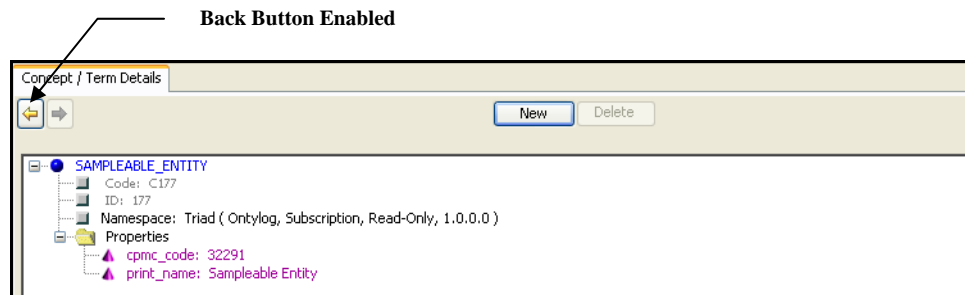 Back Button Enabled
Concept / Term Details
New Delete
SAMPLEABLE_ENTITY
Code: C177
ID: 177
Namespace: Triad ( Ontylog, Subscription, Read-Only, 1.0.0.0 )
Properties
cpmc_code: 32291
print_name: Sampleable Entity